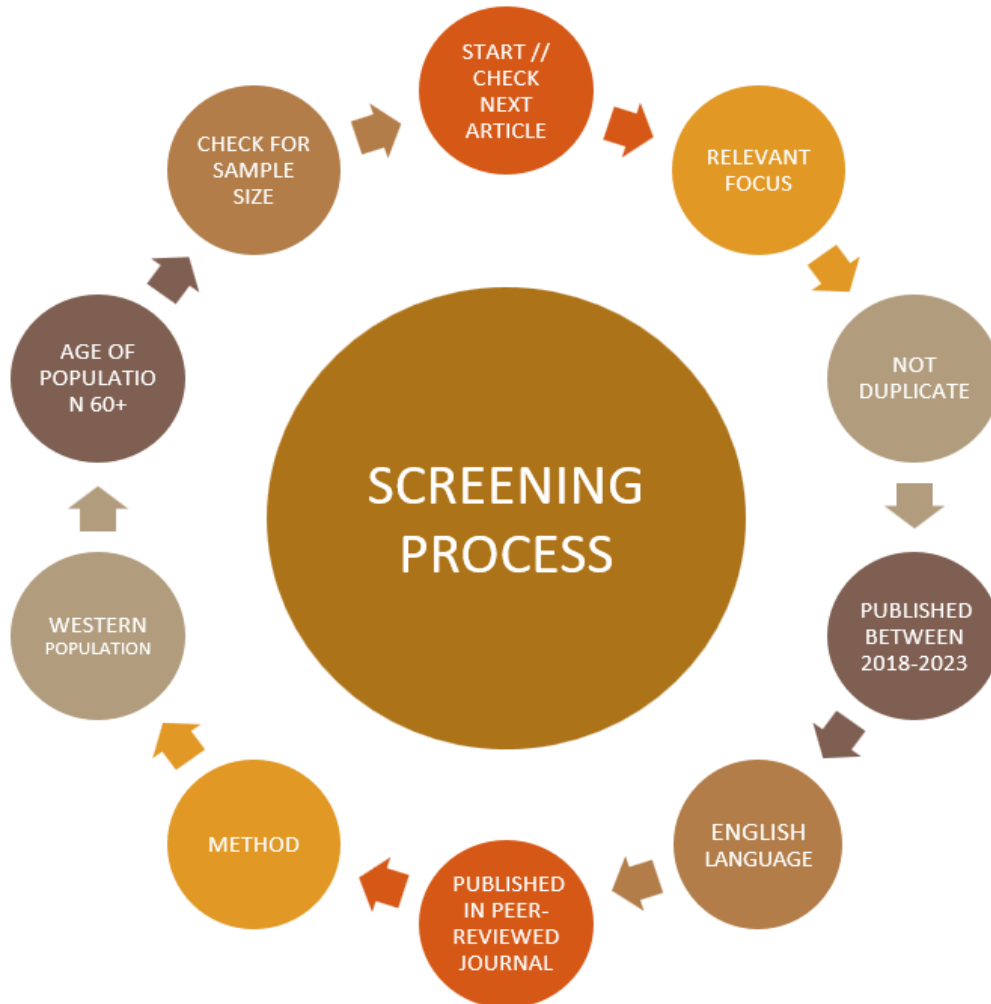 START //
CHECK
NEXT
ARTICLE
RELEVANT
FOCUS
NOT
DUPLICATE
PUBLISHED
BETWEEN
2018-2023
ENGLISH
LANGUAGE
PUBLISHED
IN PEER-
REVIEWED
JOURNAL
METHOD
WESTERN
POPULATION
AGE OF
POPULATIO
N 60+
CHECK FOR
SAMPLE
SIZE
SCREENING
PROCESS